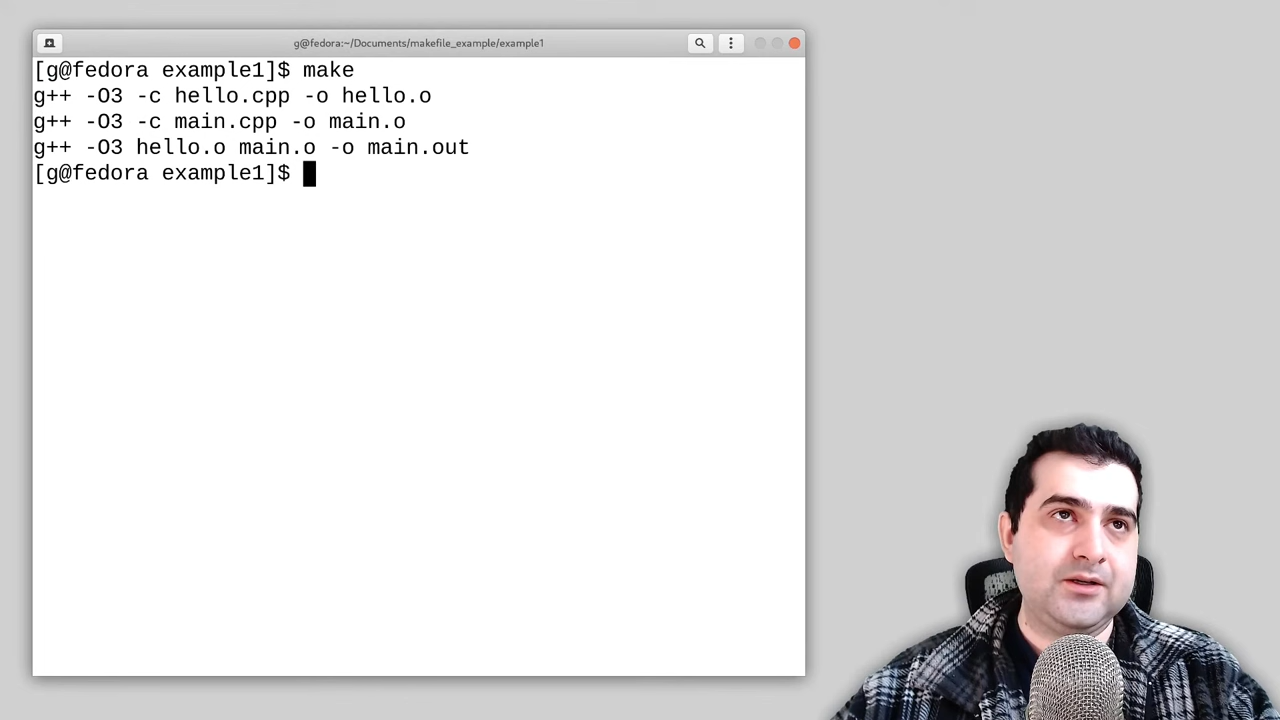 g@fedora:~/Documents/makefile_example/example1
[g@fedora example1]$ make
g++ -O3 -c hello.cpp -o hello.o
g++ -O3 -c main.cpp -o main.o
g++ -O3 hello.o main.o -o main.out
[g@fedora example1]$